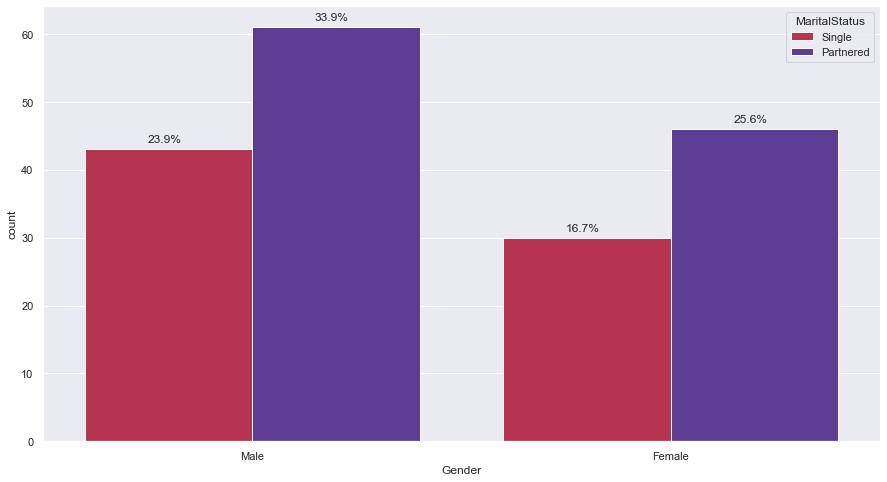 33.9%
23.9%
25.6%
16.7%
MaritalStatus
Single
Partnered
60
50
40
30
20
10
0
count
Male
Female
Gender